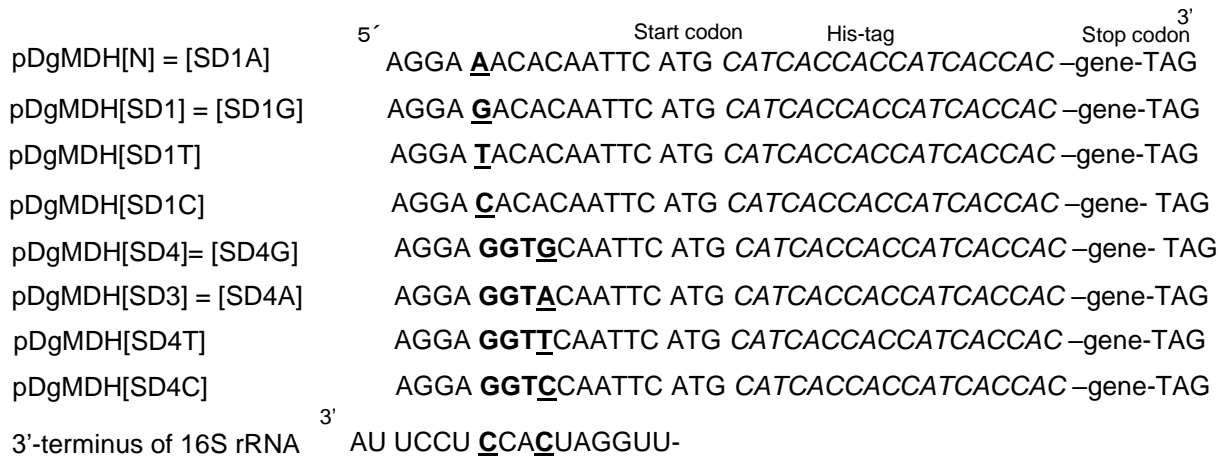 5´ Start codon His-tag Stop codon 3'
pDgMDH[N] = [SD1A] AGGA AACACAATTC ATG CATCACCACCATCACCAC –gene-TAG
pDgMDH[SD1] = [SD1G] AGGA GACACAATTC ATG CATCACCACCATCACCAC –gene-TAG
pDgMDH[SD1T] AGGA TACACAATTC ATG CATCACCACCATCACCAC –gene-TAG
pDgMDH[SD1C] AGGA CACACAATTC ATG CATCACCACCATCACCAC –gene- TAG
pDgMDH[SD4]= [SD4G] AGGA GGTGCAATTC ATG CATCACCACCATCACCAC –gene- TAG
pDgMDH[SD3] = [SD4A] AGGA GGTACAATTC ATG CATCACCACCATCACCAC –gene-TAG
pDgMDH[SD4T] AGGA GGTTCAATTC ATG CATCACCACCATCACCAC –gene-TAG
pDgMDH[SD4C] AGGA GGTCCAATTC ATG CATCACCACCATCACCAC –gene-TAG
3'-terminus of 16S rRNA 3' AU UCCU CCACUAGGUU-